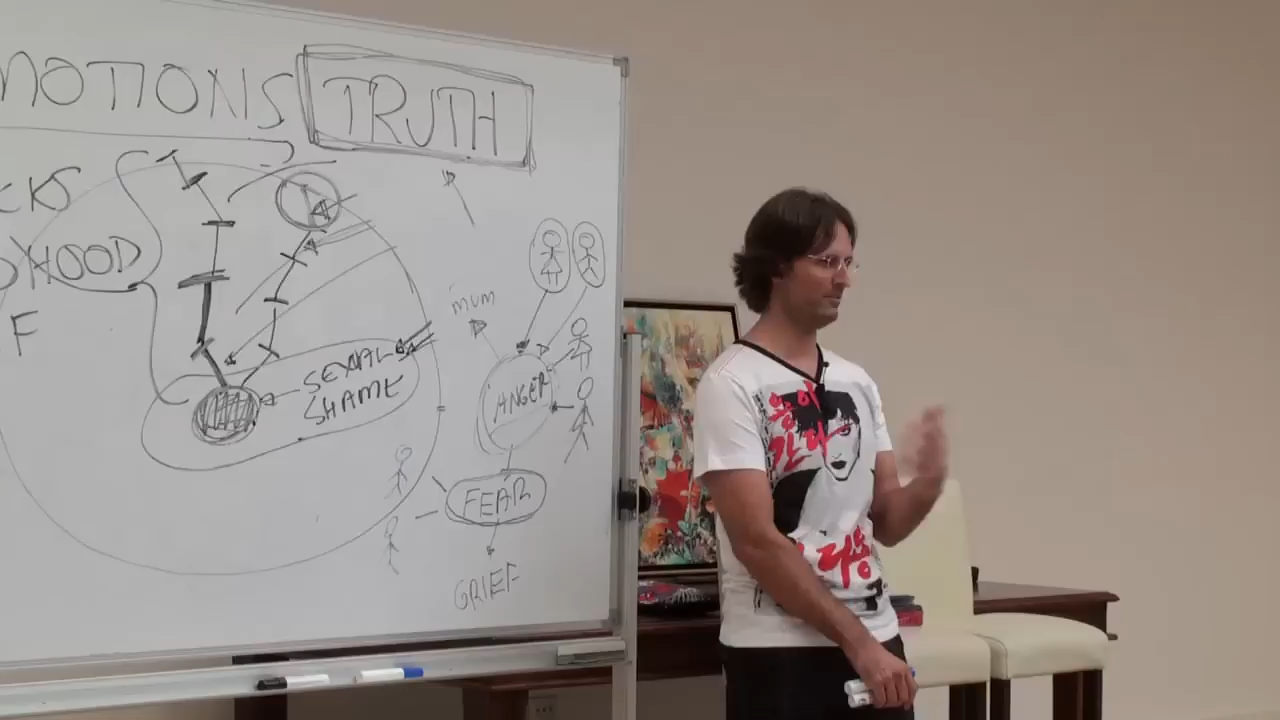 MOTIONS TRUTH
CKS
DHOOD
F
SEXUAL
SHAME
mum
ANGER
FEAR
GRIEF